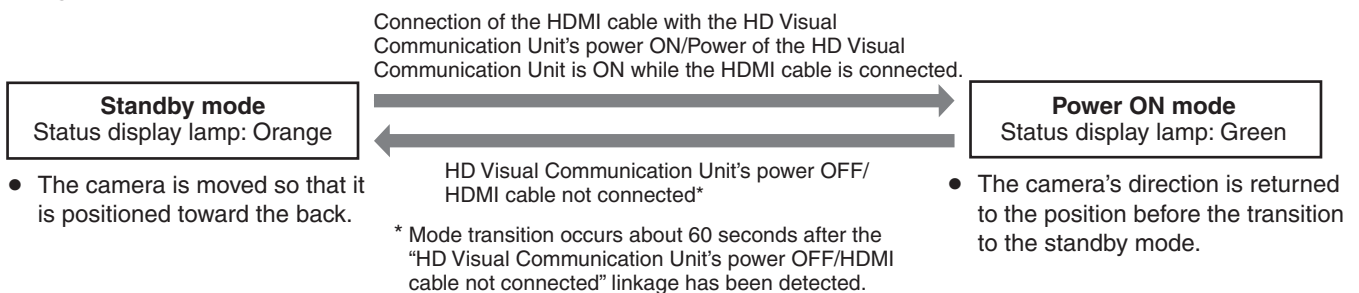 Connection of the HDMI cable with the HD Visual
Communication Unit's power ON/Power of the HD Visual
Communication Unit is ON while the HDMI cable is connected.
Standby mode
Status display lamp: Orange
● The camera is moved so that it
is positioned toward the back.
HD Visual Communication Unit's power OFF/
HDMI cable not connected*
* Mode transition occurs about 60 seconds after the
“HD Visual Communication Unit's power OFF/HDMI
cable not connected” linkage has been detected.
Power ON mode
Status display lamp: Green
● The camera's direction is returned
to the position before the transition
to the standby mode.